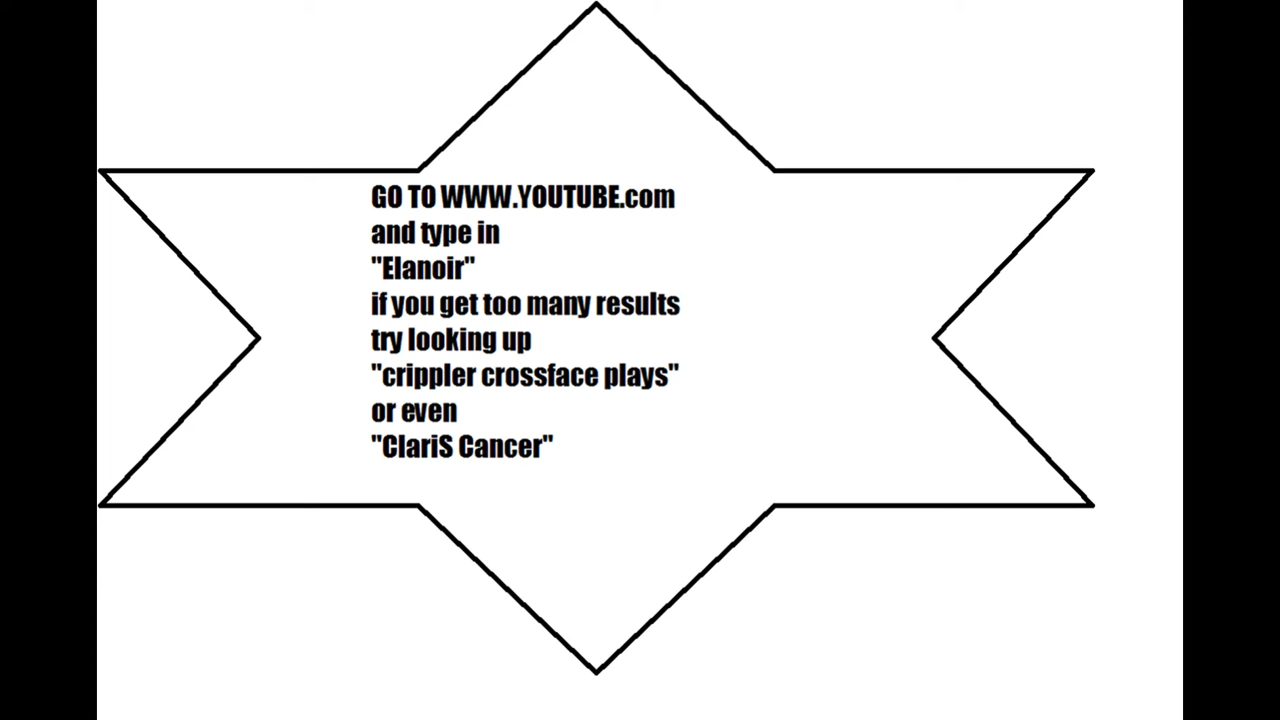 GO TO WWW.YOUTUBE.com
and type in
"Elanoir"
if you get too many results
try looking up
"crippler crossface plays"
or even
"ClariS Cancer"